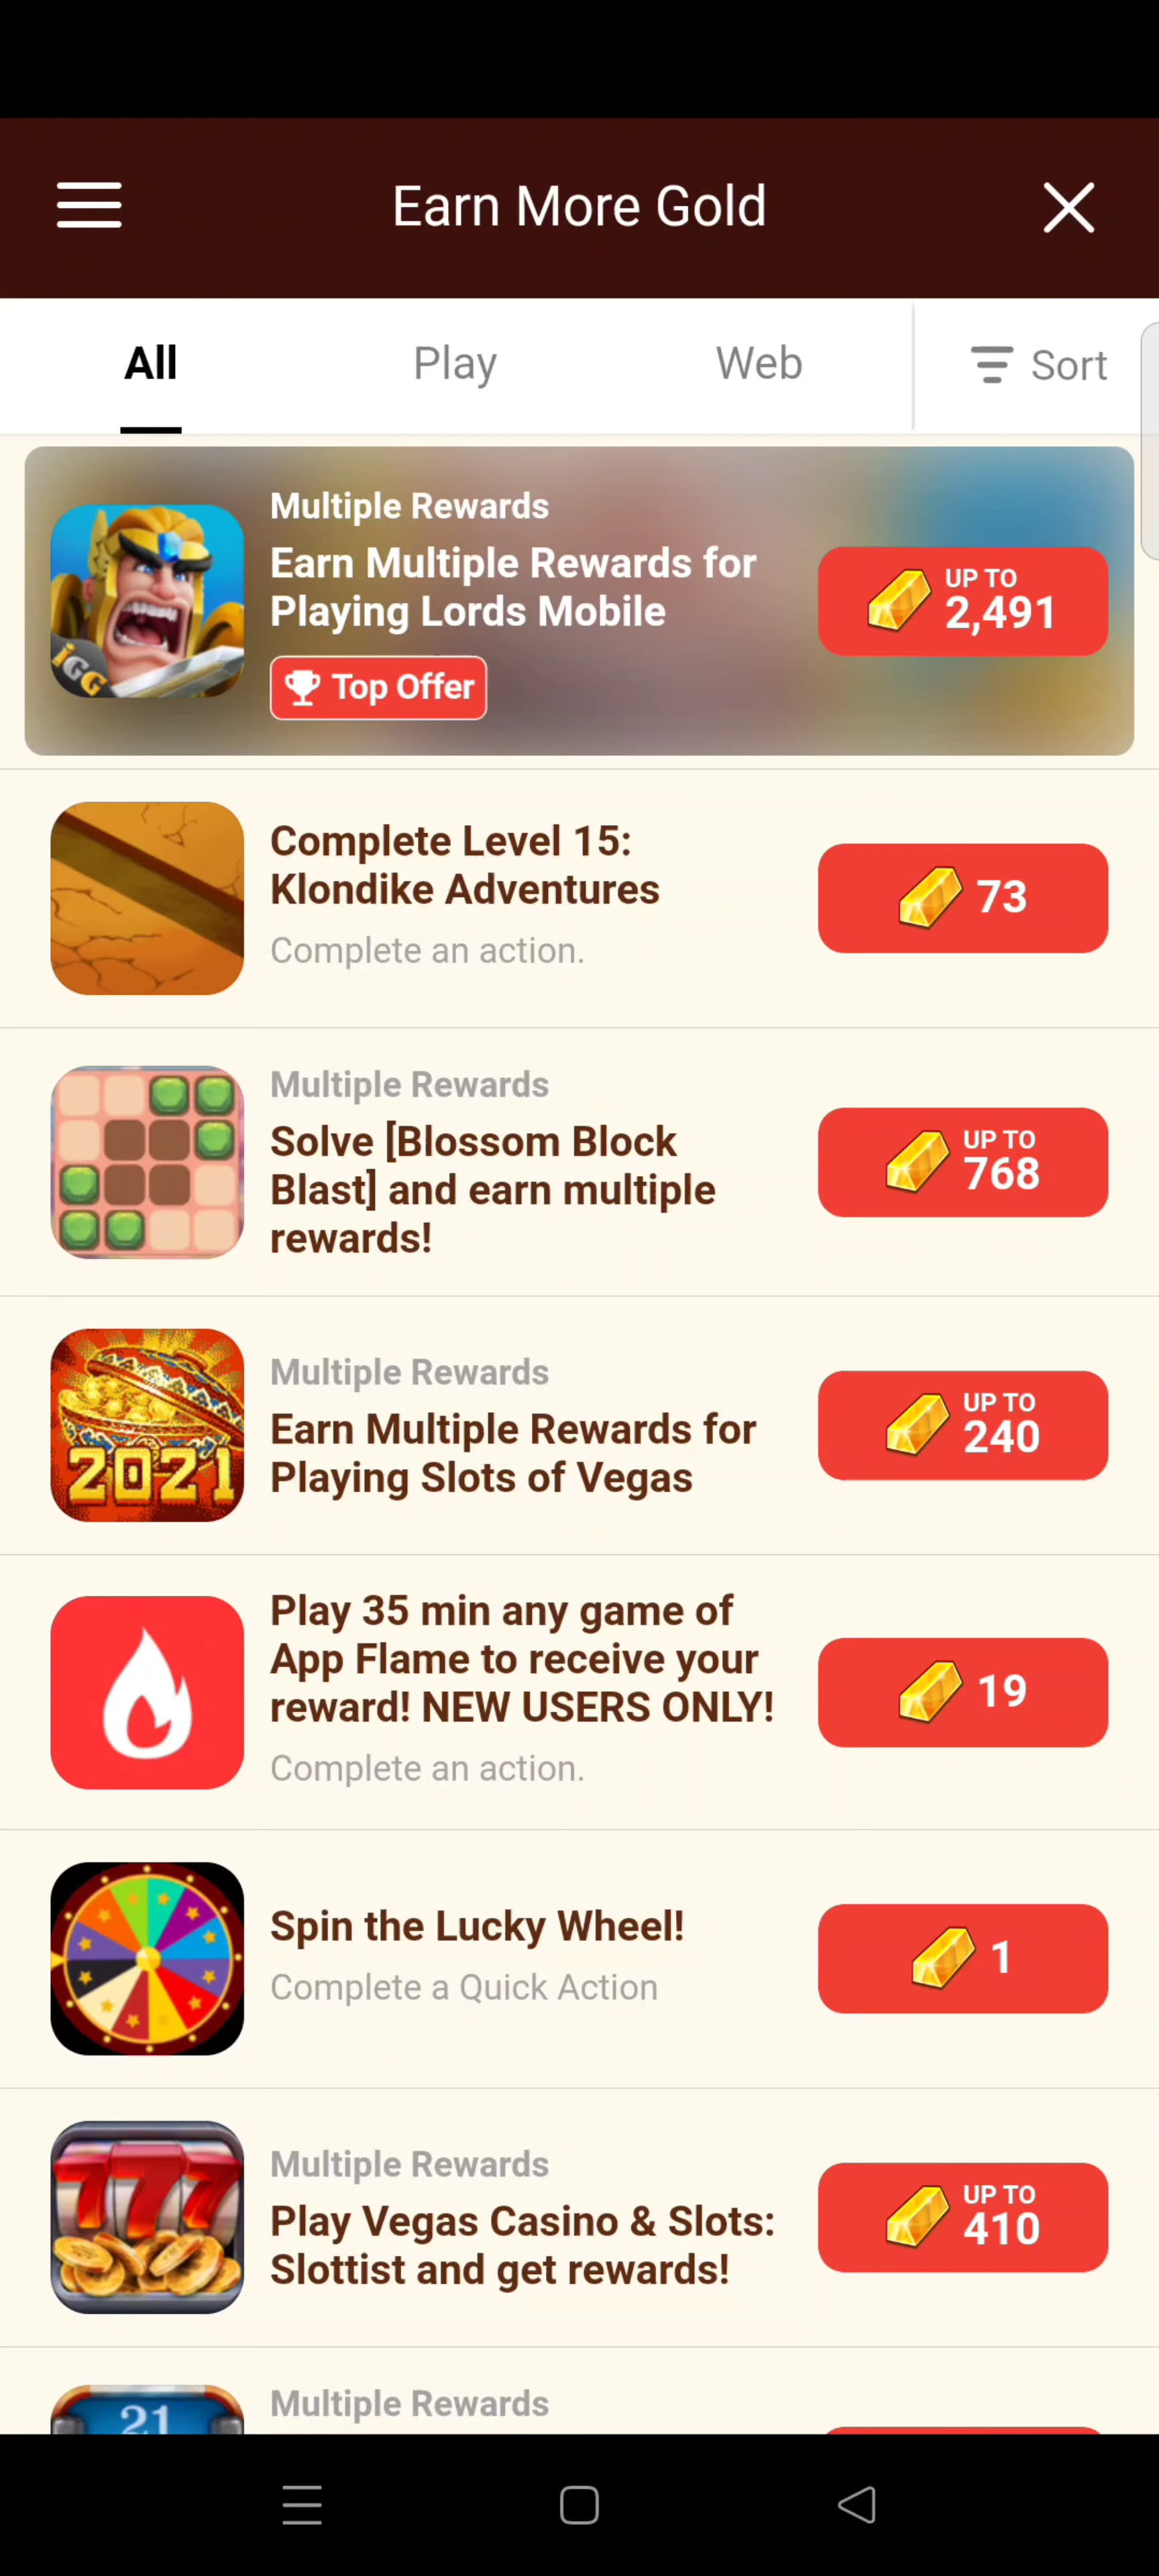 Earn More Gold
All
Play
Web
Sort
Multiple Rewards
Earn Multiple Rewards for
Playing Lords Mobile
Top Offer
UP TO
2,491
IGG
Complete Level 15:
Klondike Adventures
Complete an action.
73
Multiple Rewards
Solve [Blossom Block
Blast] and earn multiple
rewards!
UP TO
768
2021
Multiple Rewards
Earn Multiple Rewards for
Playing Slots of Vegas
UP TO
240
Play 35 min any game of
App Flame to receive your
reward! NEW USERS ONLY!
Complete an action.
19
Spin the Lucky Wheel!
Complete a Quick Action
1
777
Multiple Rewards
Play Vegas Casino & Slots:
Slottist and get rewards!
UP TO
410
21
Multiple Rewards